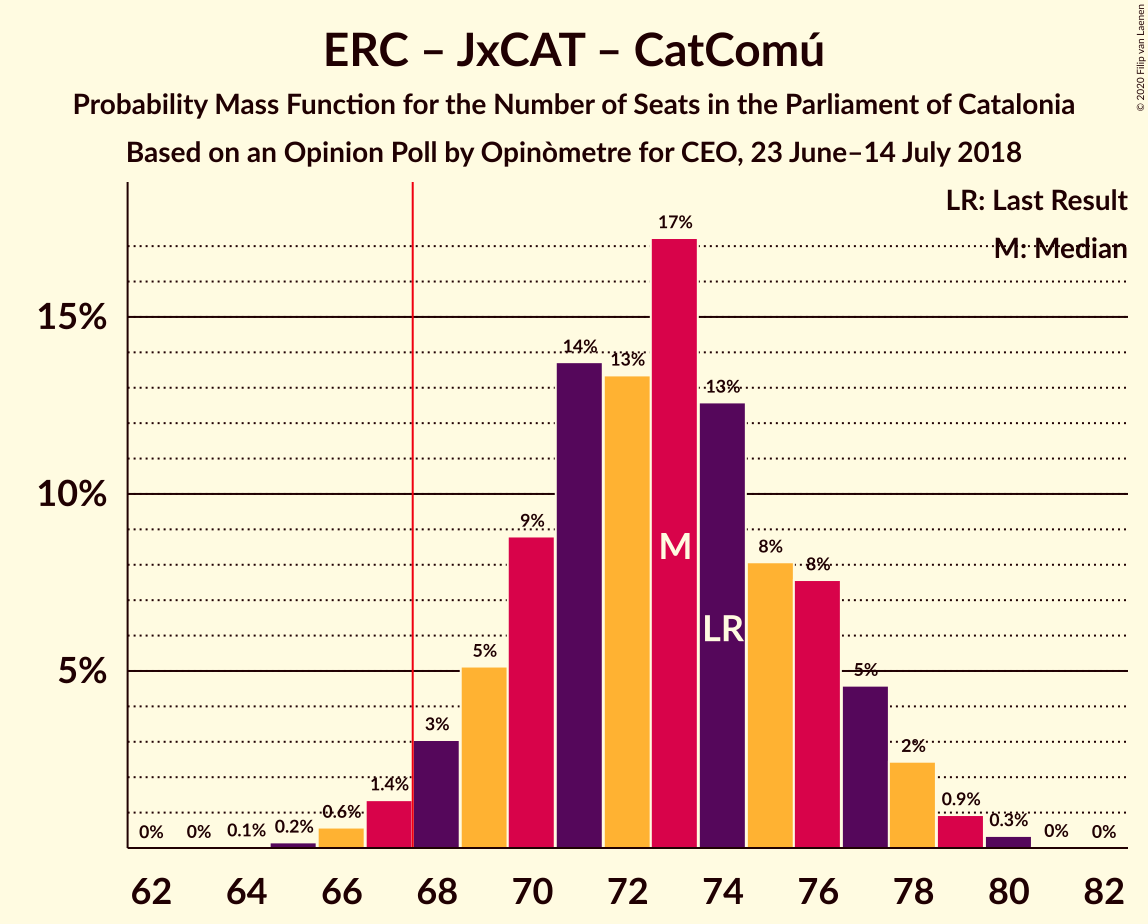 ERC – JxCAT – CatComú
Probability Mass Function for the Number of Seats in the Parliament of Catalonia
Based on an Opinion Poll by Opinòmetre for CEO, 23 June–14 July 2018
© 2020 Filip van Laenen
LR: Last Result
M: Median
15%
10%
5%
0%
0%
0.1%
0.2%
0.6%
1.4%
3%
5%
9%
14%
13%
17%
13%
8%
8%
5%
2%
0.9%
0.3%
0%
0%
M
LR
62 64 66 68 70 72 74 76 78 80 82